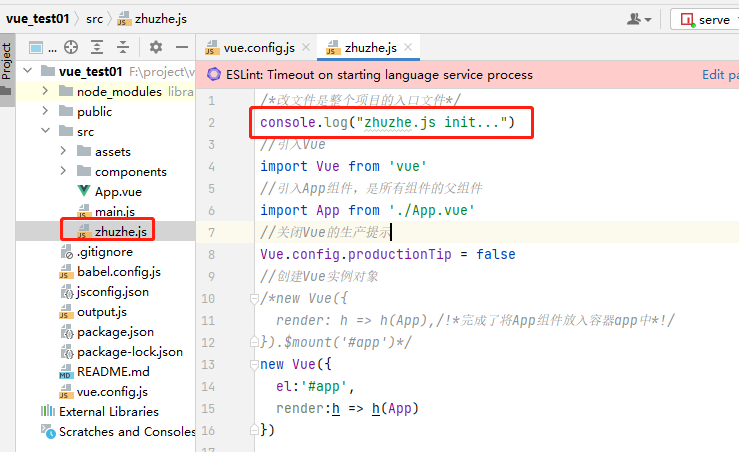 vue_test01
src
zhuzhe.js
serve
Project
...
vue.config.js
zhuzhe.js
vue_test01 F:\project\v
node_modules libra
public
src
assets
components
App.vue
main.js
zhuzhe.js
.gitignore
babel.config.js
jsconfig.json
output.js
package.json
package-lock.json
README.md
vue.config.js
External Libraries
Scratches and Consoles
ESLint: Timeout on starting language service process
Edit pa
1 /*改文件是整个项目的入口文件*/
2 console.log("zhuzhe.js init...")
3 //引入Vue
4 import Vue from 'vue'
5 //引入App组件，是所有组件的父组件
6 import App from './App.vue'
7 //关闭Vue的生产提示
8 Vue.config.productionTip = false
9 //创建Vue实例对象
10 /*new Vue({
11 render: h => h(App),/!*完成了将App组件放入容器app中*!/
12 }).$mount('#app')*/
13 new Vue({
14 el:'#app',
15 render:h => h(App)
16 })